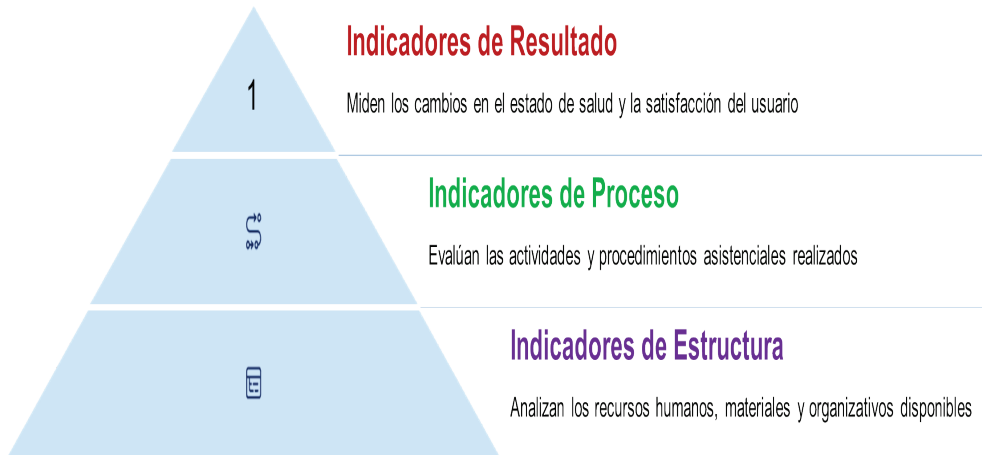 Indicadores de Resultado
1
Miden los cambios en el estado de salud y la satisfacción del usuario
Indicadores de Proceso
Evalúan las actividades y procedimientos asistenciales realizados
Indicadores de Estructura
Analizan los recursos humanos, materiales y organizativos disponibles